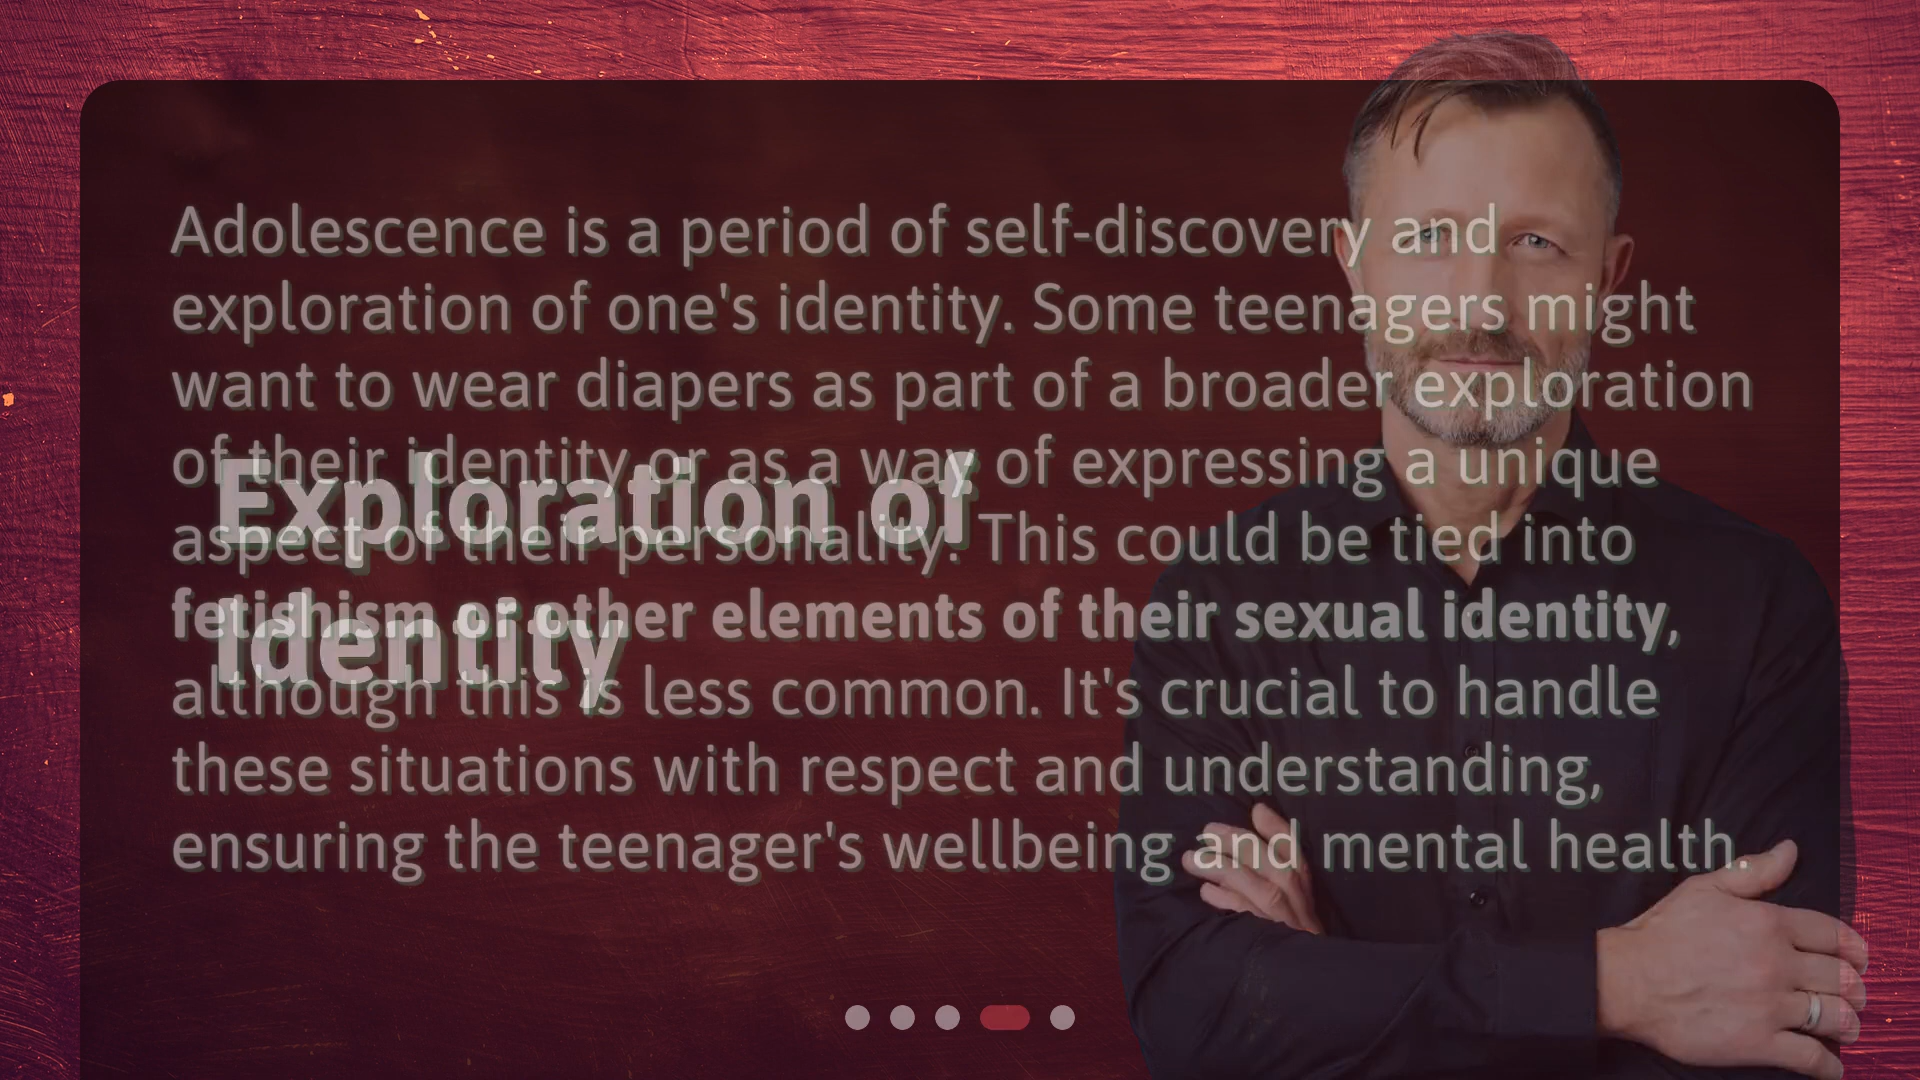 Adolescence is a period of self-discovery and
exploration of one's identity. Some teenagers might
want to wear diapers as part of a broader exploration
of their identity or as a way of expressing a unique
aspect of their personality. This could be tied into
fetishism or other elements of their sexual identity,
although this is less common. It's crucial to handle
these situations with respect and understanding,
ensuring the teenager's wellbeing and mental health.
Exploration of
Identity